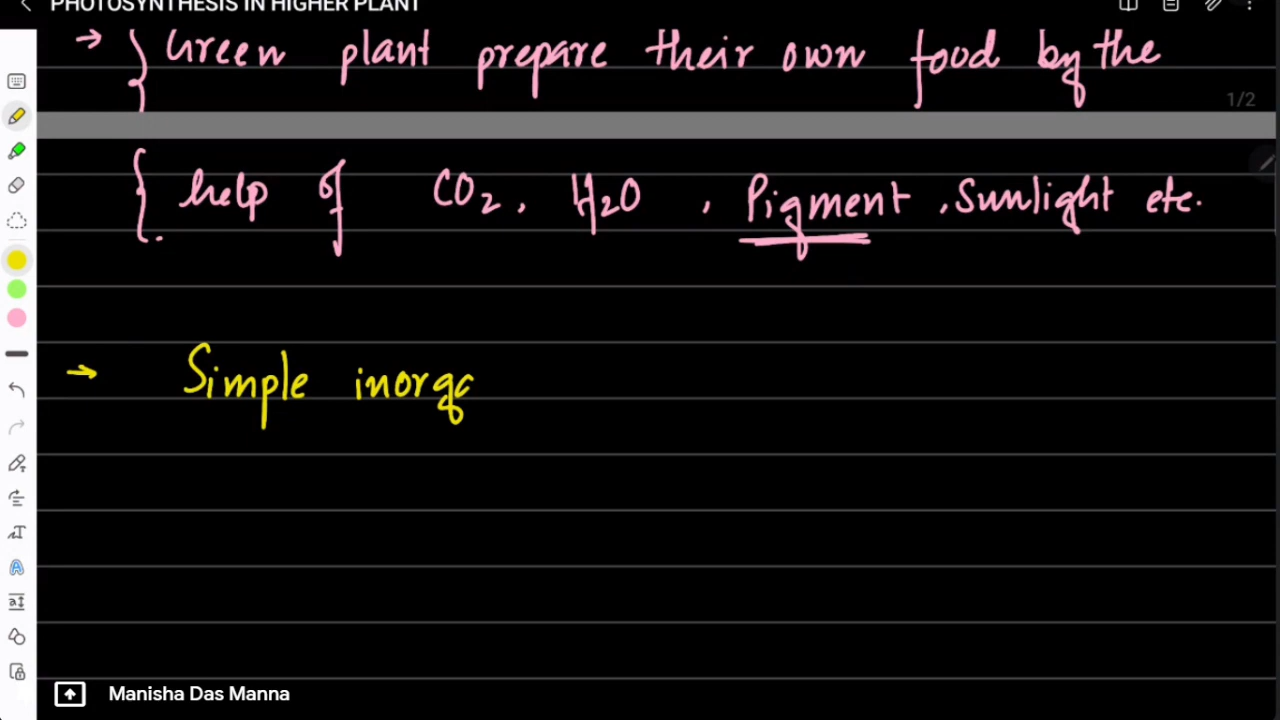 PHOTOSYNTHESIS IN HIGHER PLANT
→ Green plant prepare their own food by the
1/2
help of CO₂, H₂O, Pigment, Sunlight etc.
→ Simple inorga
Manisha Das Manna